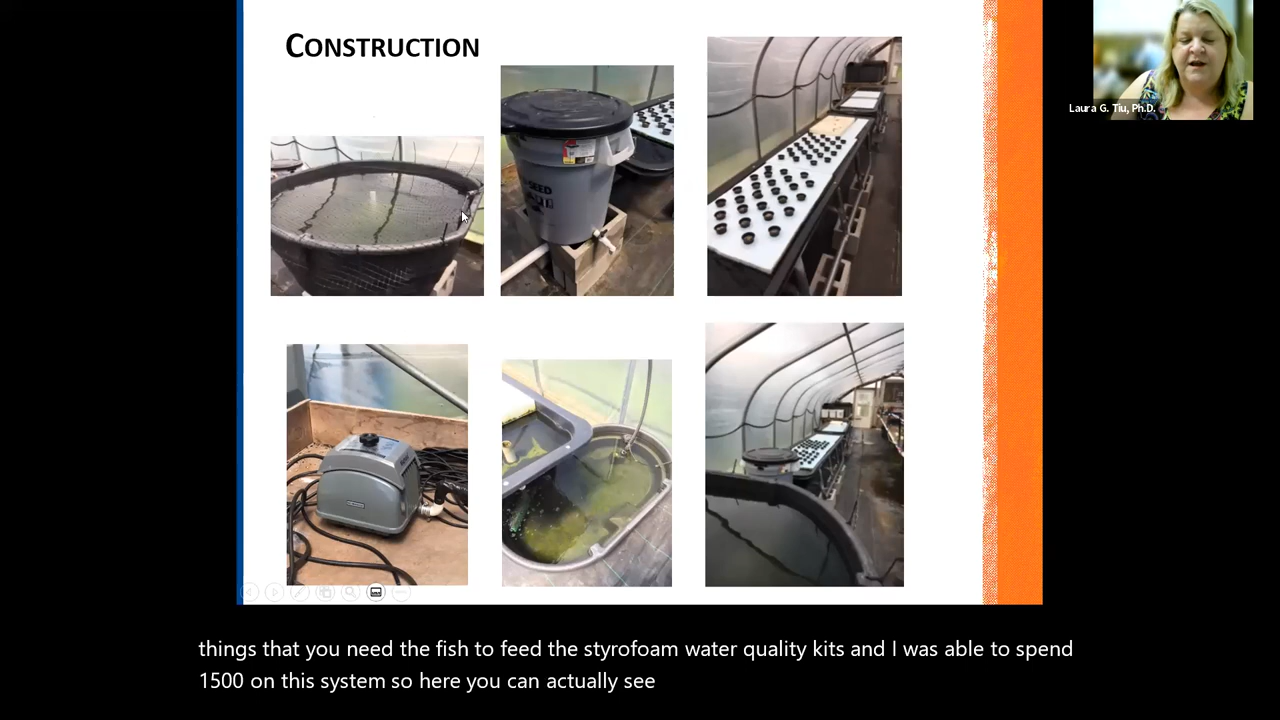 CONSTRUCTION
Laura G. Tiu, Ph.D.
SEED
things that you need the fish to feed the styrofoam water quality kits and I was able to spend
1500 on this system so here you can actually see